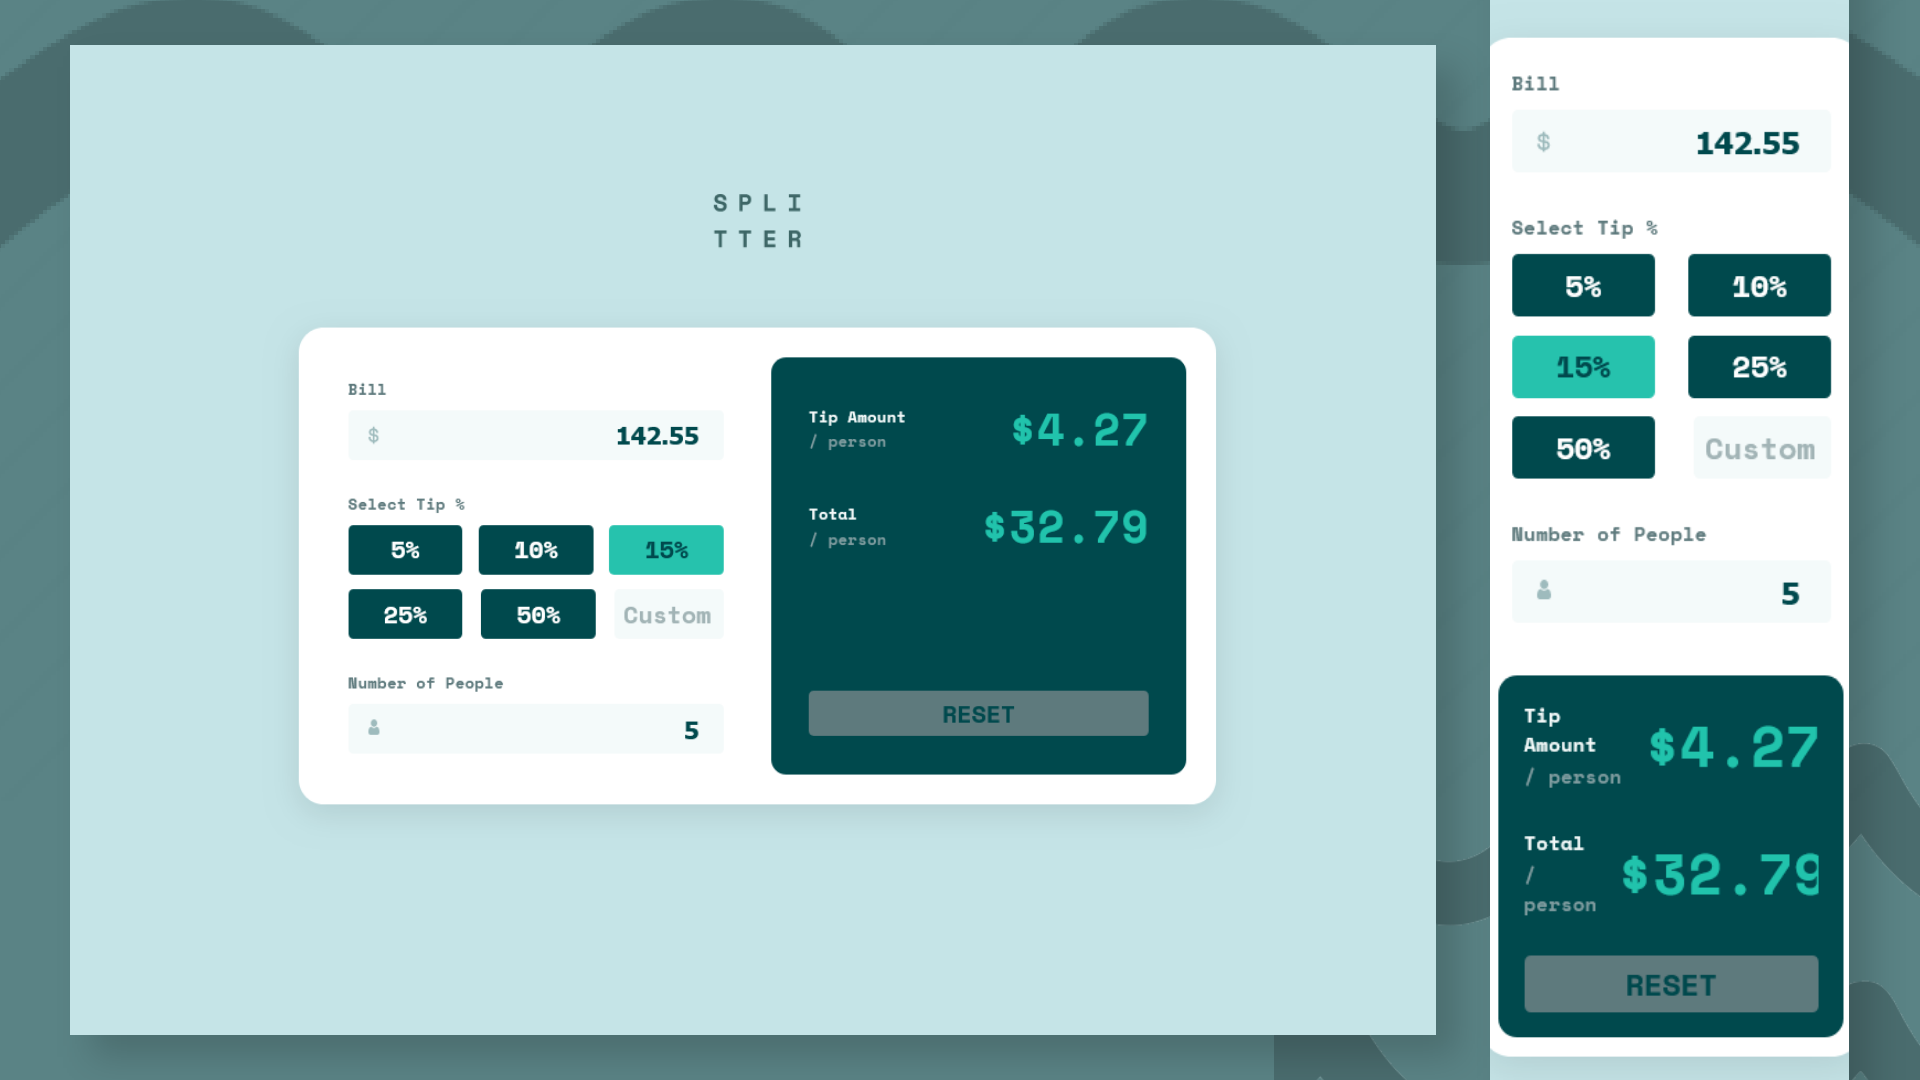 SPLI
TTER
Bill
$ 142.55
Select Tip %
5% 10% 15%
25% 50% Custom
Number of People
5
Tip Amount
/ person
$4.27
Total
/ person
$32.79
RESET
Bill
$ 142.55
Select Tip %
5% 10%
15% 25%
50% Custom
Number of People
5
Tip
Amount
/ person
$4.27
Total
/
person
$32.79
RESET